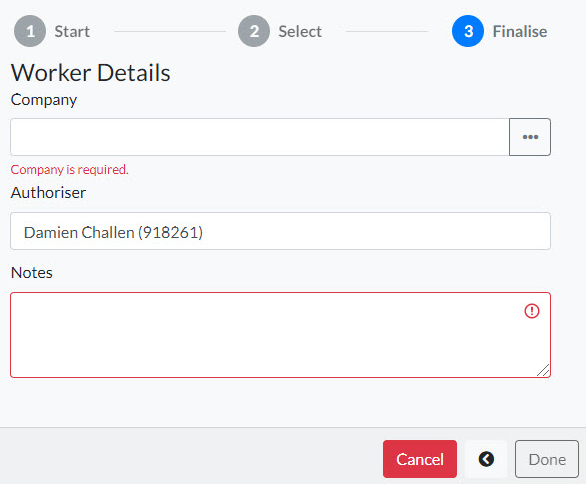 1 Start 2 Select 3 Finalise
Worker Details
Company
•••
Company is required.
Authoriser
Damien Challen (918261)
Notes
Cancel Done